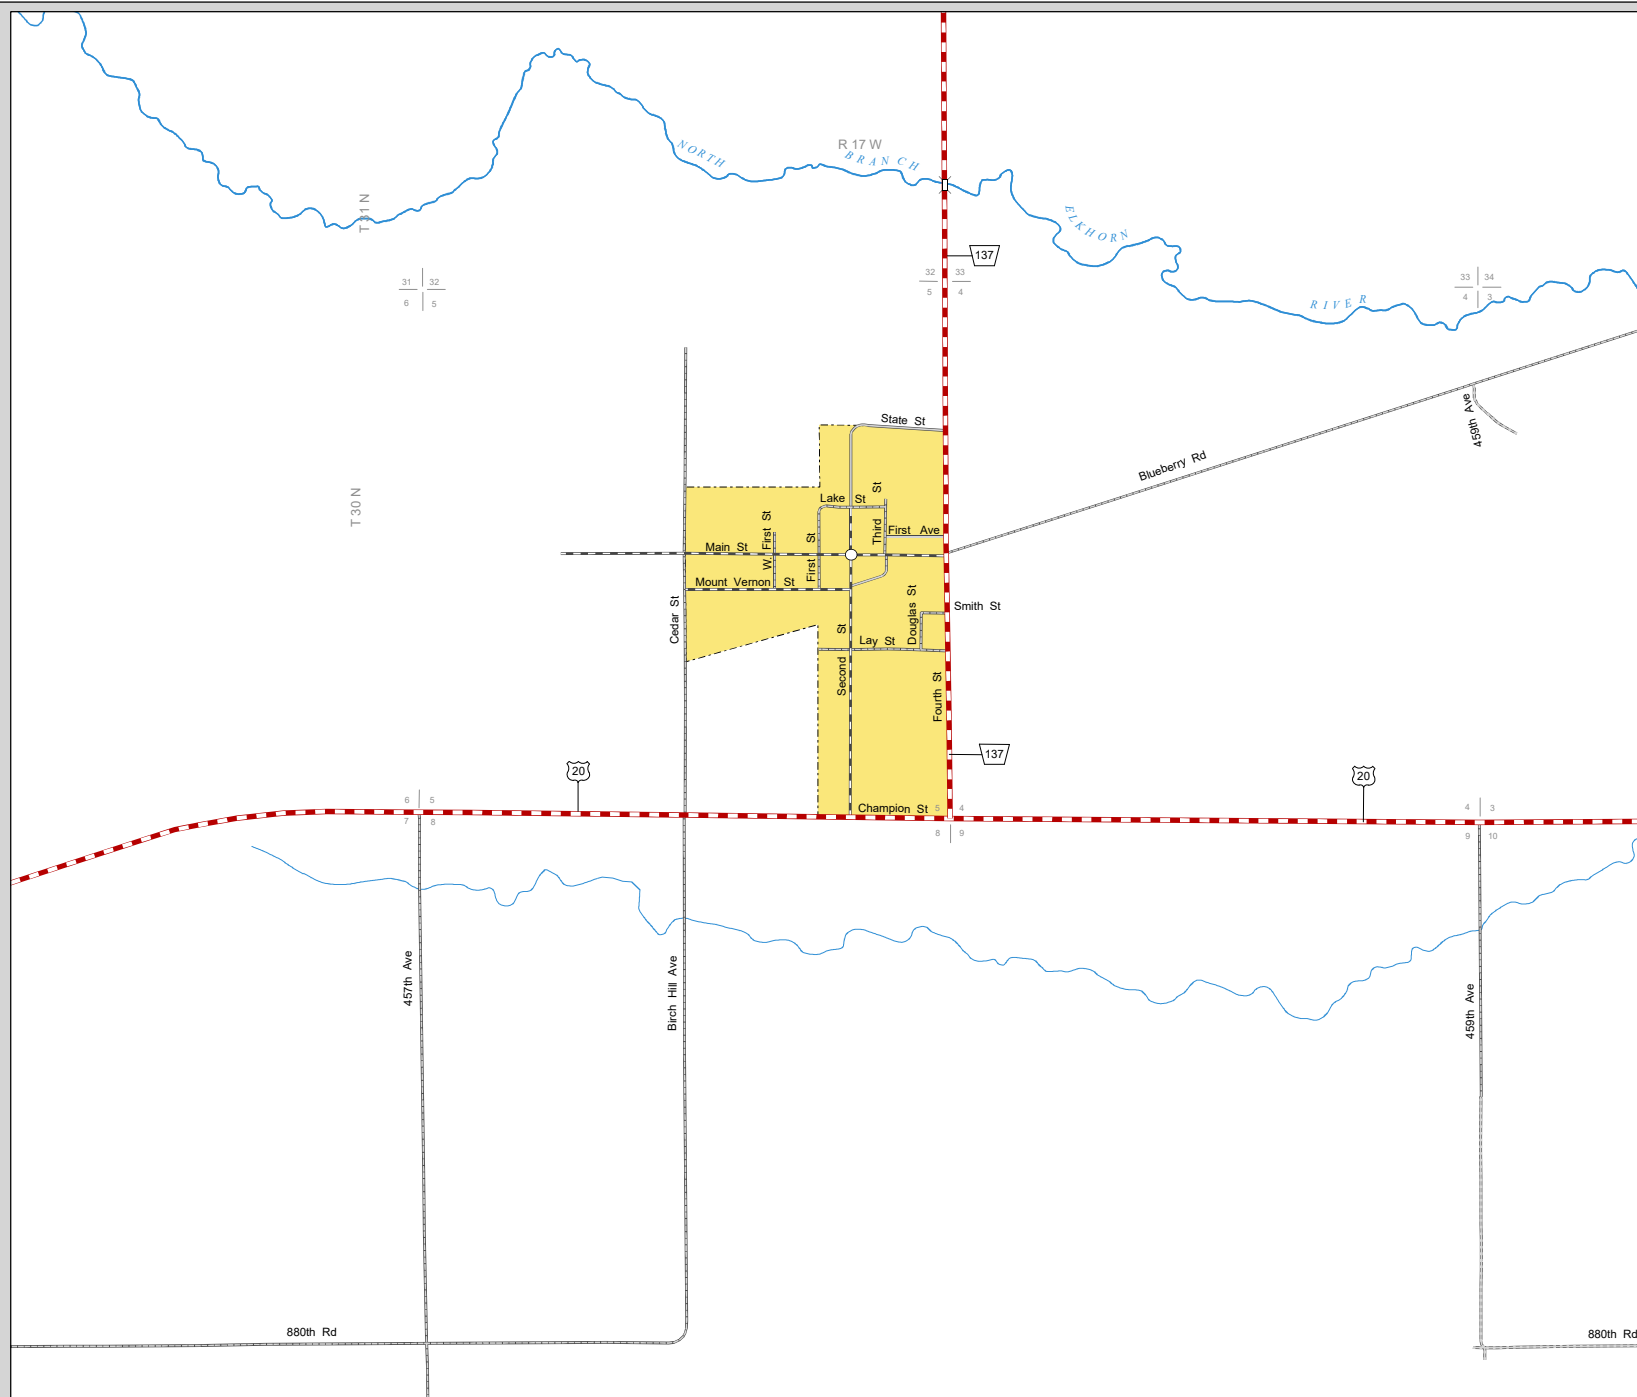 R 17 W
NORTH
BRANCH
T 31 N
ELKHORN
137
31 32
6 5
32 33
5 4
33 34
4 3
RIVER
459th Ave
State St
Blueberry Rd
T 30 N
Lake St
Third St
First Ave
W. First St
First St
Main St
Mount Vernon St
Cedar St
Douglas St
Smith St
Lay St
Second St
Fourth St
137
20
20
6 5
7 8
Champion St
5 4
8 9
4 3
9 10
457th Ave
Birch Hill Ave
459th Ave
880th Rd
880th Rd